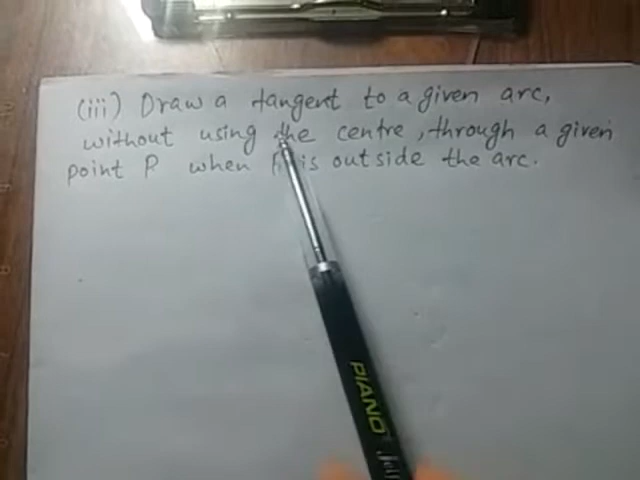 (iii) Draw a tangent to a given arc,
without using the centre, through a given
point P when is outside the arc.
PIANO